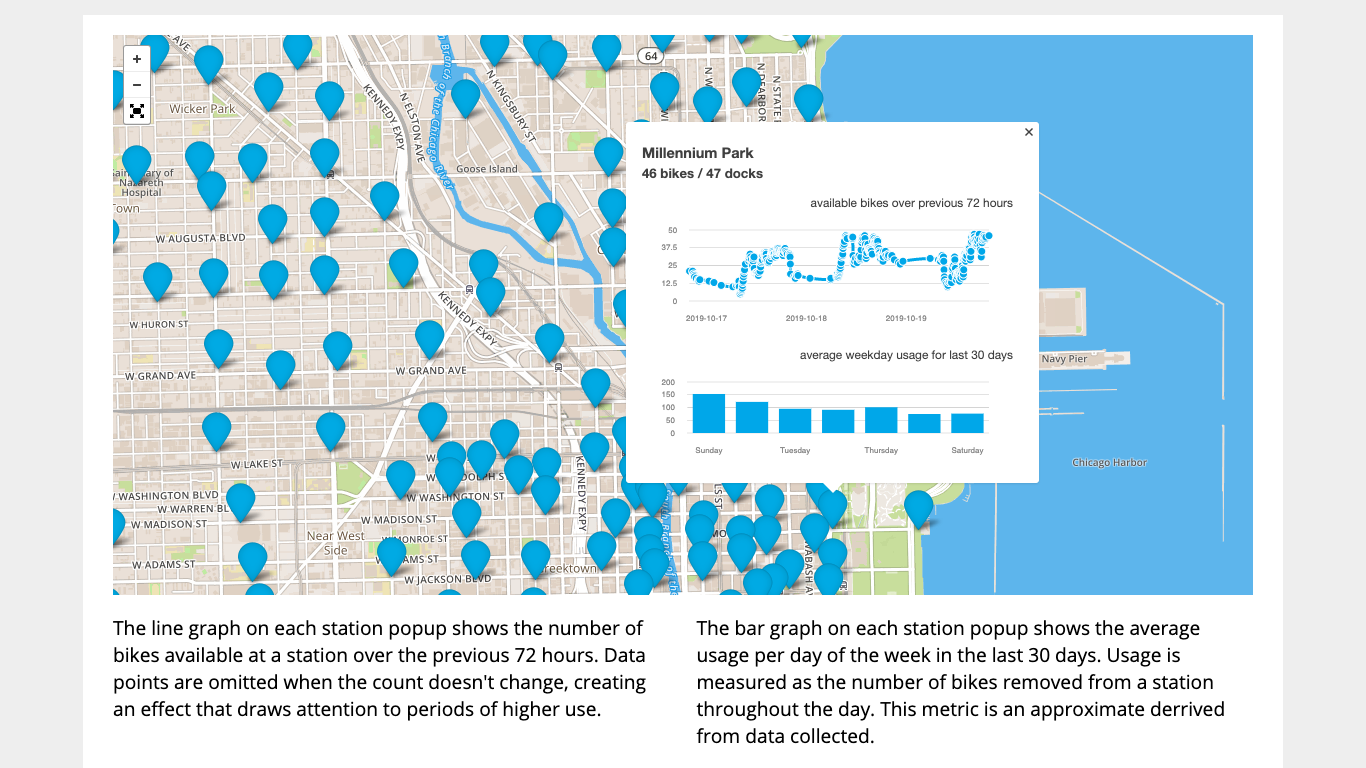 AVE
64
+
−
Wicker Park
KENNEDY EXPY
N ELSTON AVE
N KINGSBURY ST
N STATE
Goose Island
Nazareth
Hospital
Town
W AUGUSTA BLVD
KENNEDY EXPY
W HURON ST
W GRAND AVE
W GRAND AVE
W LAKE ST
W WASHINGTON BLVD
W WASHINGTON ST
W WARREN BL
W MADISON ST
W MADISON ST
KENNEDY EXPY
Near West
Side
MONROE ST
W ADAMS ST
AMS ST
W JACKSON BLVD
reektown
×
Millennium Park
46 bikes / 47 docks
available bikes over previous 72 hours
50
37.5
25
12.5
0
2019-10-17
2019-10-18
2019-10-19
average weekday usage for last 30 days
200
150
100
50
0
Sunday
Tuesday
Thursday
Saturday
Navy Pier
Chicago Harbor
The line graph on each station popup shows the number of
bikes available at a station over the previous 72 hours. Data
points are omitted when the count doesn't change, creating
an effect that draws attention to periods of higher use.
The bar graph on each station popup shows the average
usage per day of the week in the last 30 days. Usage is
measured as the number of bikes removed from a station
throughout the day. This metric is an approximate derrived
from data collected.